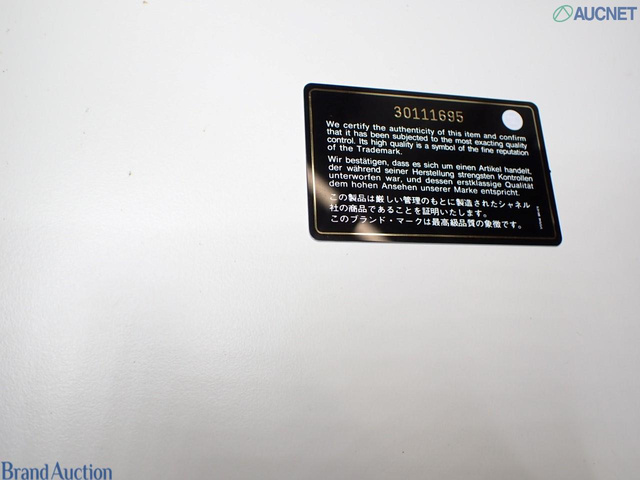 AUCNET
30111695
We certify the authenticity of this item and confirm
that it has been subjected to the most exacting quality
control. Its high quality is a symbol of the fine reputation
of the Trademark.
Wir bestätigen, dass es sich um einen Artikel handelt,
der während seiner Herstellung strengsten Kontrollen
unterworfen war, und dessen erstklassige Qualität
dem hohen Ansehen unserer Marke entspricht.
この製品は厳しい管理のもとに製造されたシャネル
社の商品であることを証明いたします。
このブランド・マークは最高級品質の象徴です。
Brand Auction